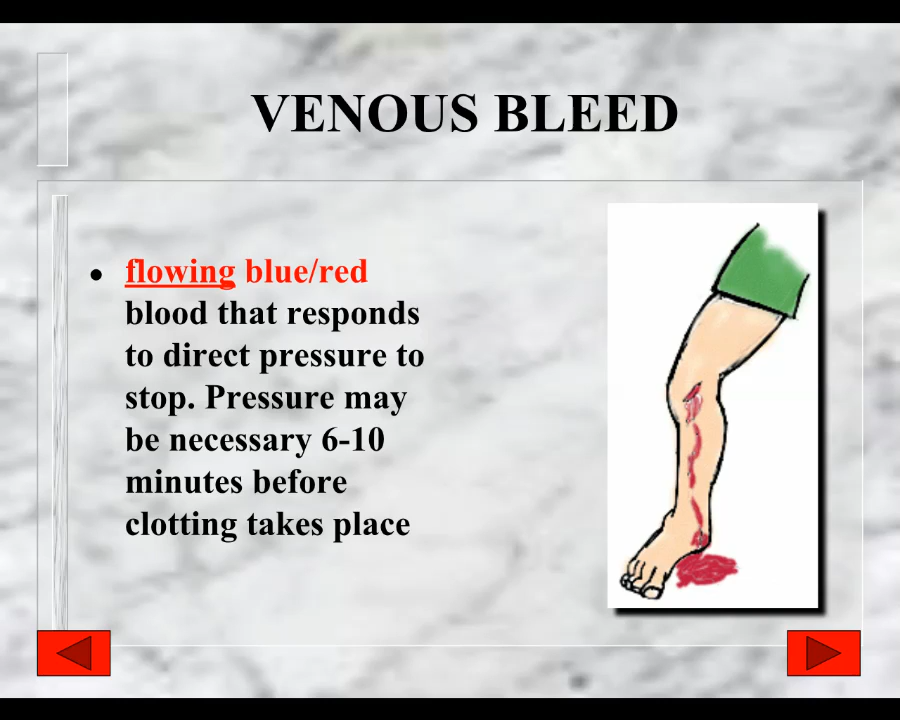 VENOUS BLEED
• flowing blue/red
blood that responds
to direct pressure to
stop. Pressure may
be necessary 6-10
minutes before
clotting takes place